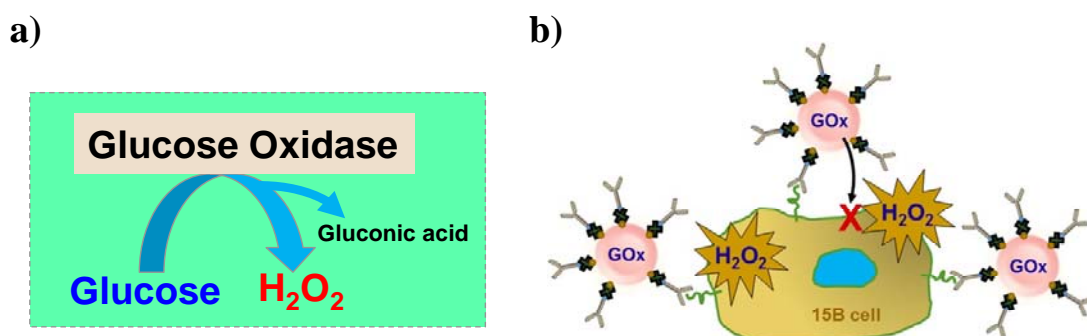 a)
Glucose Oxidase
Gluconic acid
Glucose
H₂O₂
b)
GOx
X
H₂O₂
H₂O₂
GOx
GOx
15B cell